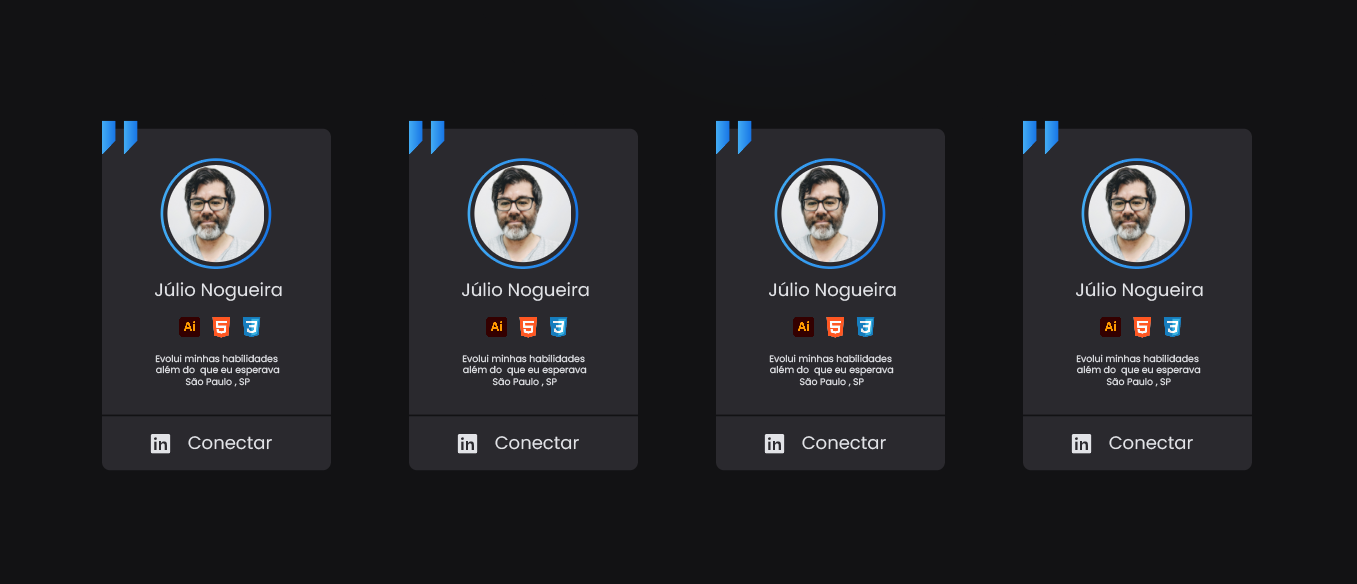 Júlio Nogueira
Ai 5 3
Evolui minhas habilidades
além do que eu esperava
São Paulo , SP
in Conectar
Júlio Nogueira
Ai 5 3
Evolui minhas habilidades
além do que eu esperava
São Paulo , SP
in Conectar
Júlio Nogueira
Ai 5 3
Evolui minhas habilidades
além do que eu esperava
São Paulo , SP
in Conectar
Júlio Nogueira
Ai 5 3
Evolui minhas habilidades
além do que eu esperava
São Paulo , SP
in Conectar